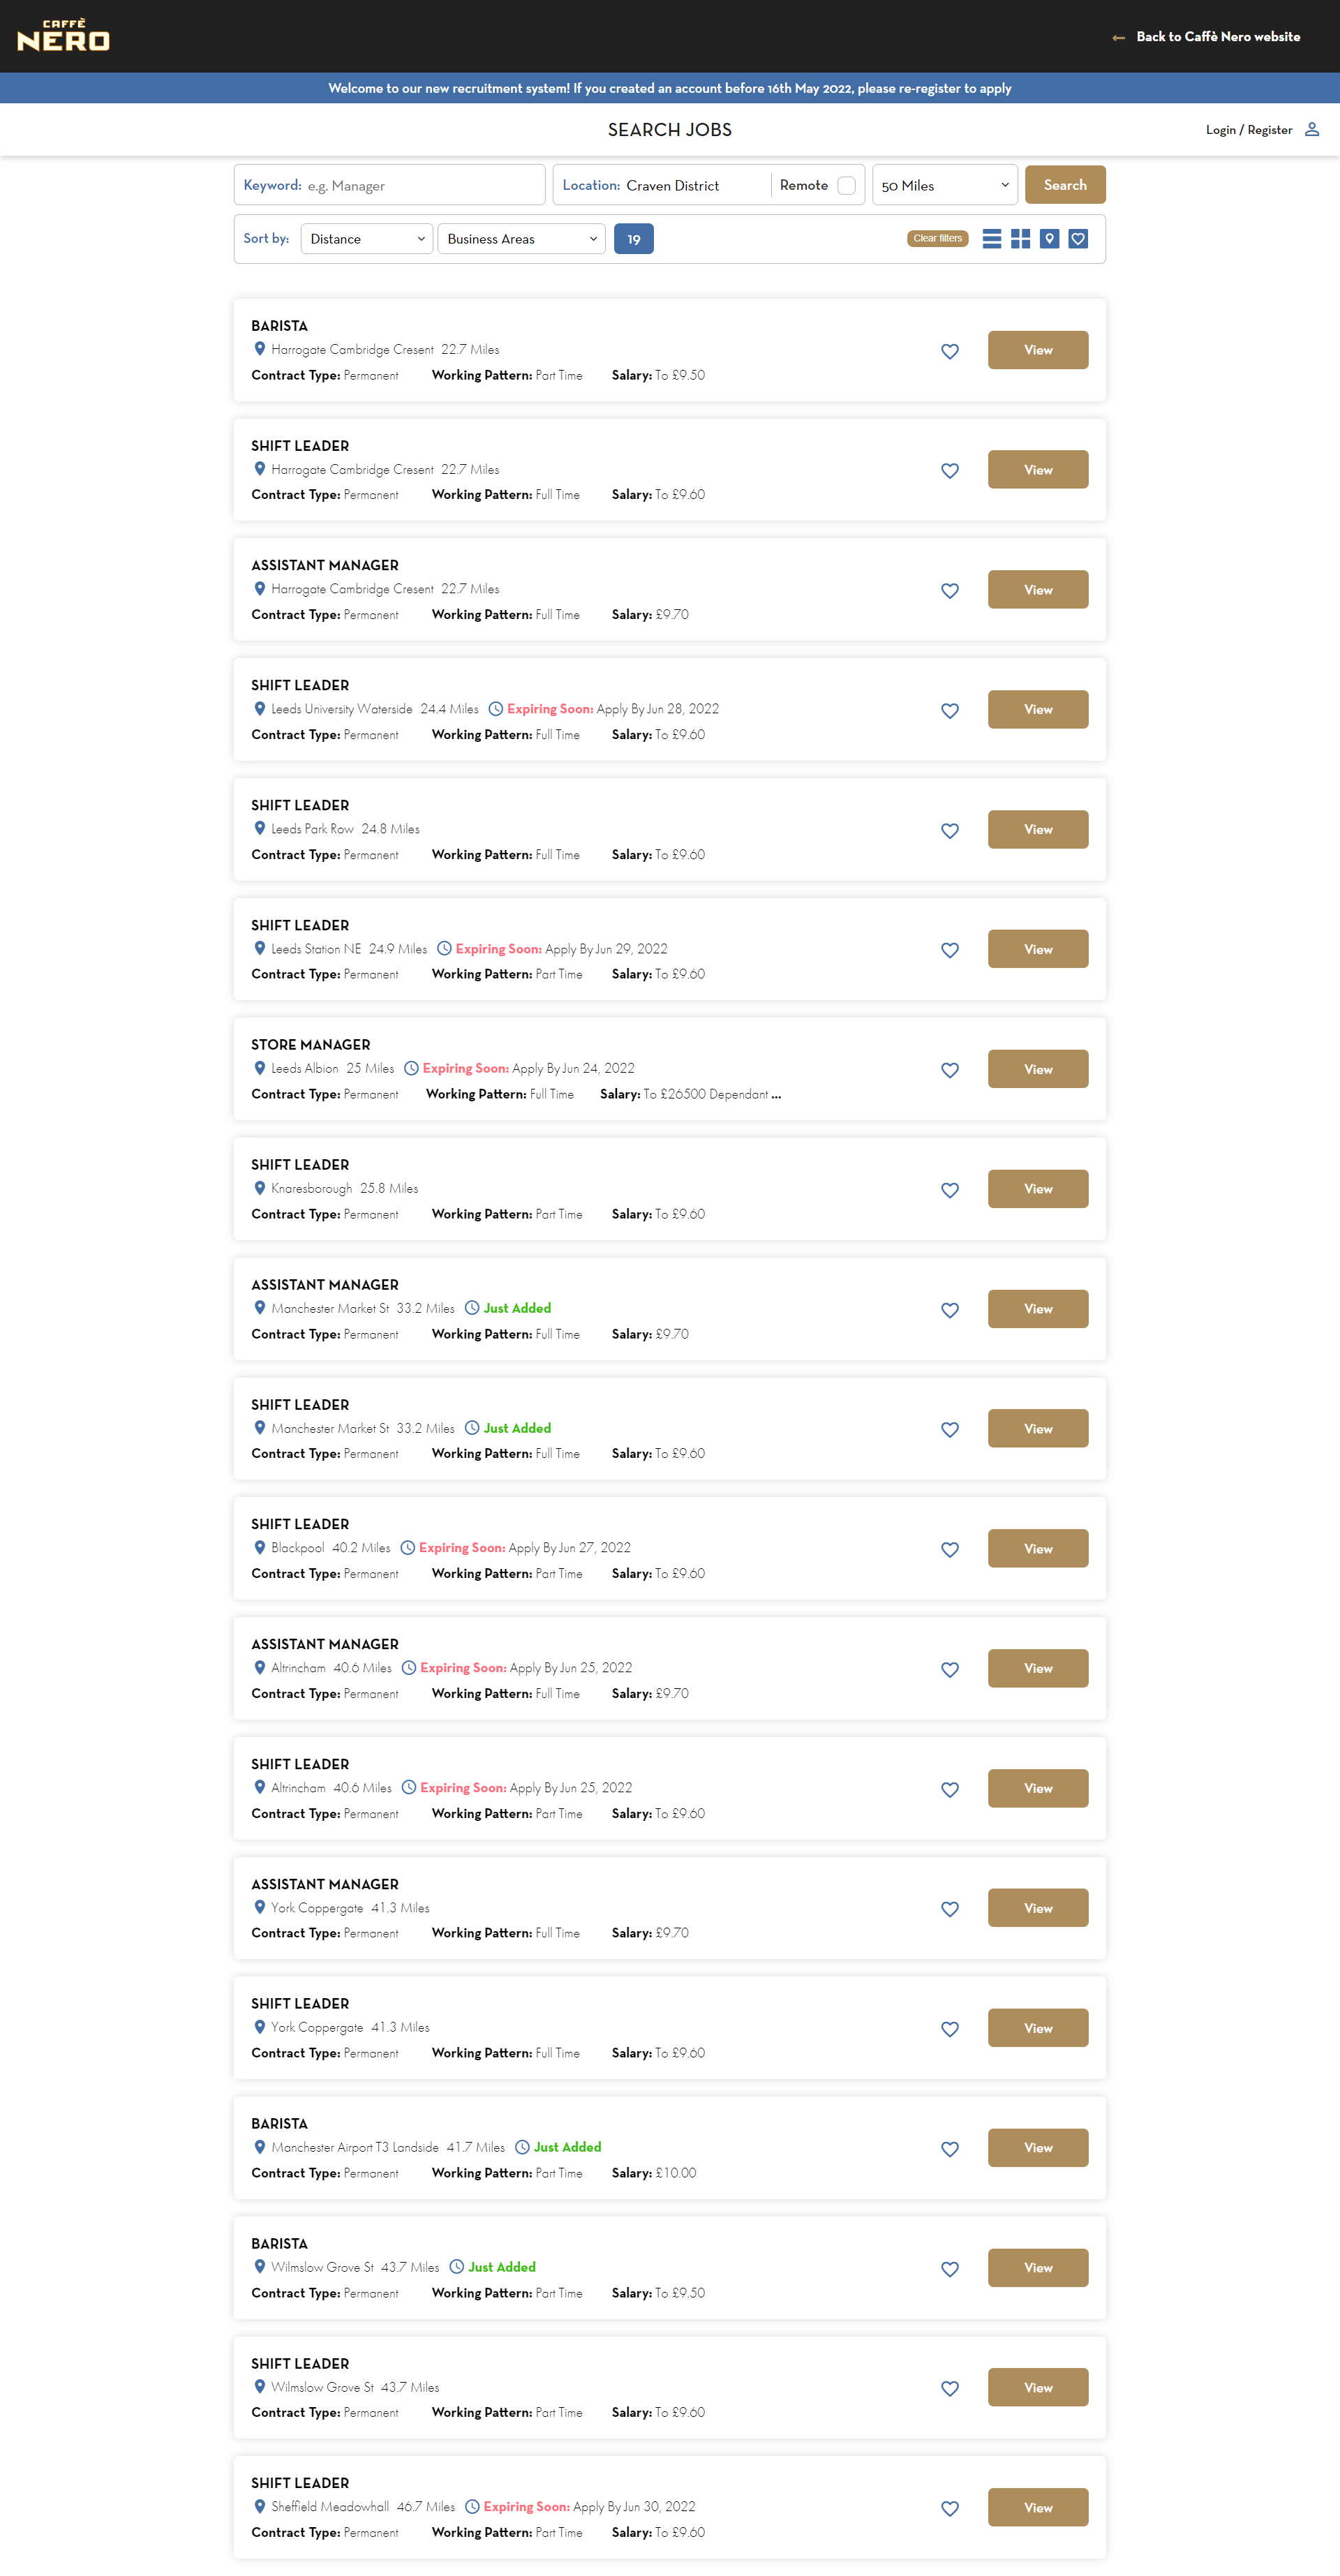 CAFFÈ
NERO
Back to Caffè Nero website
Welcome to our new recruitment system! If you created an account before 16th May 2022, please re-register to apply
SEARCH JOBS
Login / Register
Keyword: e.g. Manager Location: Craven District Remote 50 Miles Search
Sort by: Distance Business Areas 19 Clear filters
BARISTA
Harrogate Cambridge Cresent 22.7 Miles
View
Contract Type: Permanent Working Pattern: Part Time Salary: To £9.50
SHIFT LEADER
Harrogate Cambridge Cresent 22.7 Miles
View
Contract Type: Permanent Working Pattern: Full Time Salary: To £9.60
ASSISTANT MANAGER
Harrogate Cambridge Cresent 22.7 Miles
View
Contract Type: Permanent Working Pattern: Full Time Salary: £9.70
SHIFT LEADER
Leeds University Waterside 24.4 Miles Expiring Soon: Apply By Jun 28, 2022
View
Contract Type: Permanent Working Pattern: Full Time Salary: To £9.60
SHIFT LEADER
Leeds Park Row 24.8 Miles
View
Contract Type: Permanent Working Pattern: Full Time Salary: To £9.60
SHIFT LEADER
Leeds Station NE 24.9 Miles Expiring Soon: Apply By Jun 29, 2022
View
Contract Type: Permanent Working Pattern: Part Time Salary: To £9.60
STORE MANAGER
Leeds Albion 25 Miles Expiring Soon: Apply By Jun 24, 2022
View
Contract Type: Permanent Working Pattern: Full Time Salary: To £26500 Dependant ...
SHIFT LEADER
Knaresborough 25.8 Miles
View
Contract Type: Permanent Working Pattern: Part Time Salary: To £9.60
ASSISTANT MANAGER
Manchester Market St 33.2 Miles Just Added
View
Contract Type: Permanent Working Pattern: Full Time Salary: £9.70
SHIFT LEADER
Manchester Market St 33.2 Miles Just Added
View
Contract Type: Permanent Working Pattern: Full Time Salary: To £9.60
SHIFT LEADER
Blackpool 40.2 Miles Expiring Soon: Apply By Jun 27, 2022
View
Contract Type: Permanent Working Pattern: Part Time Salary: To £9.60
ASSISTANT MANAGER
Altrincham 40.6 Miles Expiring Soon: Apply By Jun 25, 2022
View
Contract Type: Permanent Working Pattern: Full Time Salary: £9.70
SHIFT LEADER
Altrincham 40.6 Miles Expiring Soon: Apply By Jun 25, 2022
View
Contract Type: Permanent Working Pattern: Part Time Salary: To £9.60
ASSISTANT MANAGER
York Coppergate 41.3 Miles
View
Contract Type: Permanent Working Pattern: Full Time Salary: £9.70
SHIFT LEADER
York Coppergate 41.3 Miles
View
Contract Type: Permanent Working Pattern: Full Time Salary: To £9.60
BARISTA
Manchester Airport T3 Landside 41.7 Miles Just Added
View
Contract Type: Permanent Working Pattern: Part Time Salary: £10.00
BARISTA
Wilmslow Grove St 43.7 Miles Just Added
View
Contract Type: Permanent Working Pattern: Part Time Salary: To £9.50
SHIFT LEADER
Wilmslow Grove St 43.7 Miles
View
Contract Type: Permanent Working Pattern: Part Time Salary: To £9.60
SHIFT LEADER
Sheffield Meadowhall 46.7 Miles Expiring Soon: Apply By Jun 30, 2022
View
Contract Type: Permanent Working Pattern: Part Time Salary: To £9.60